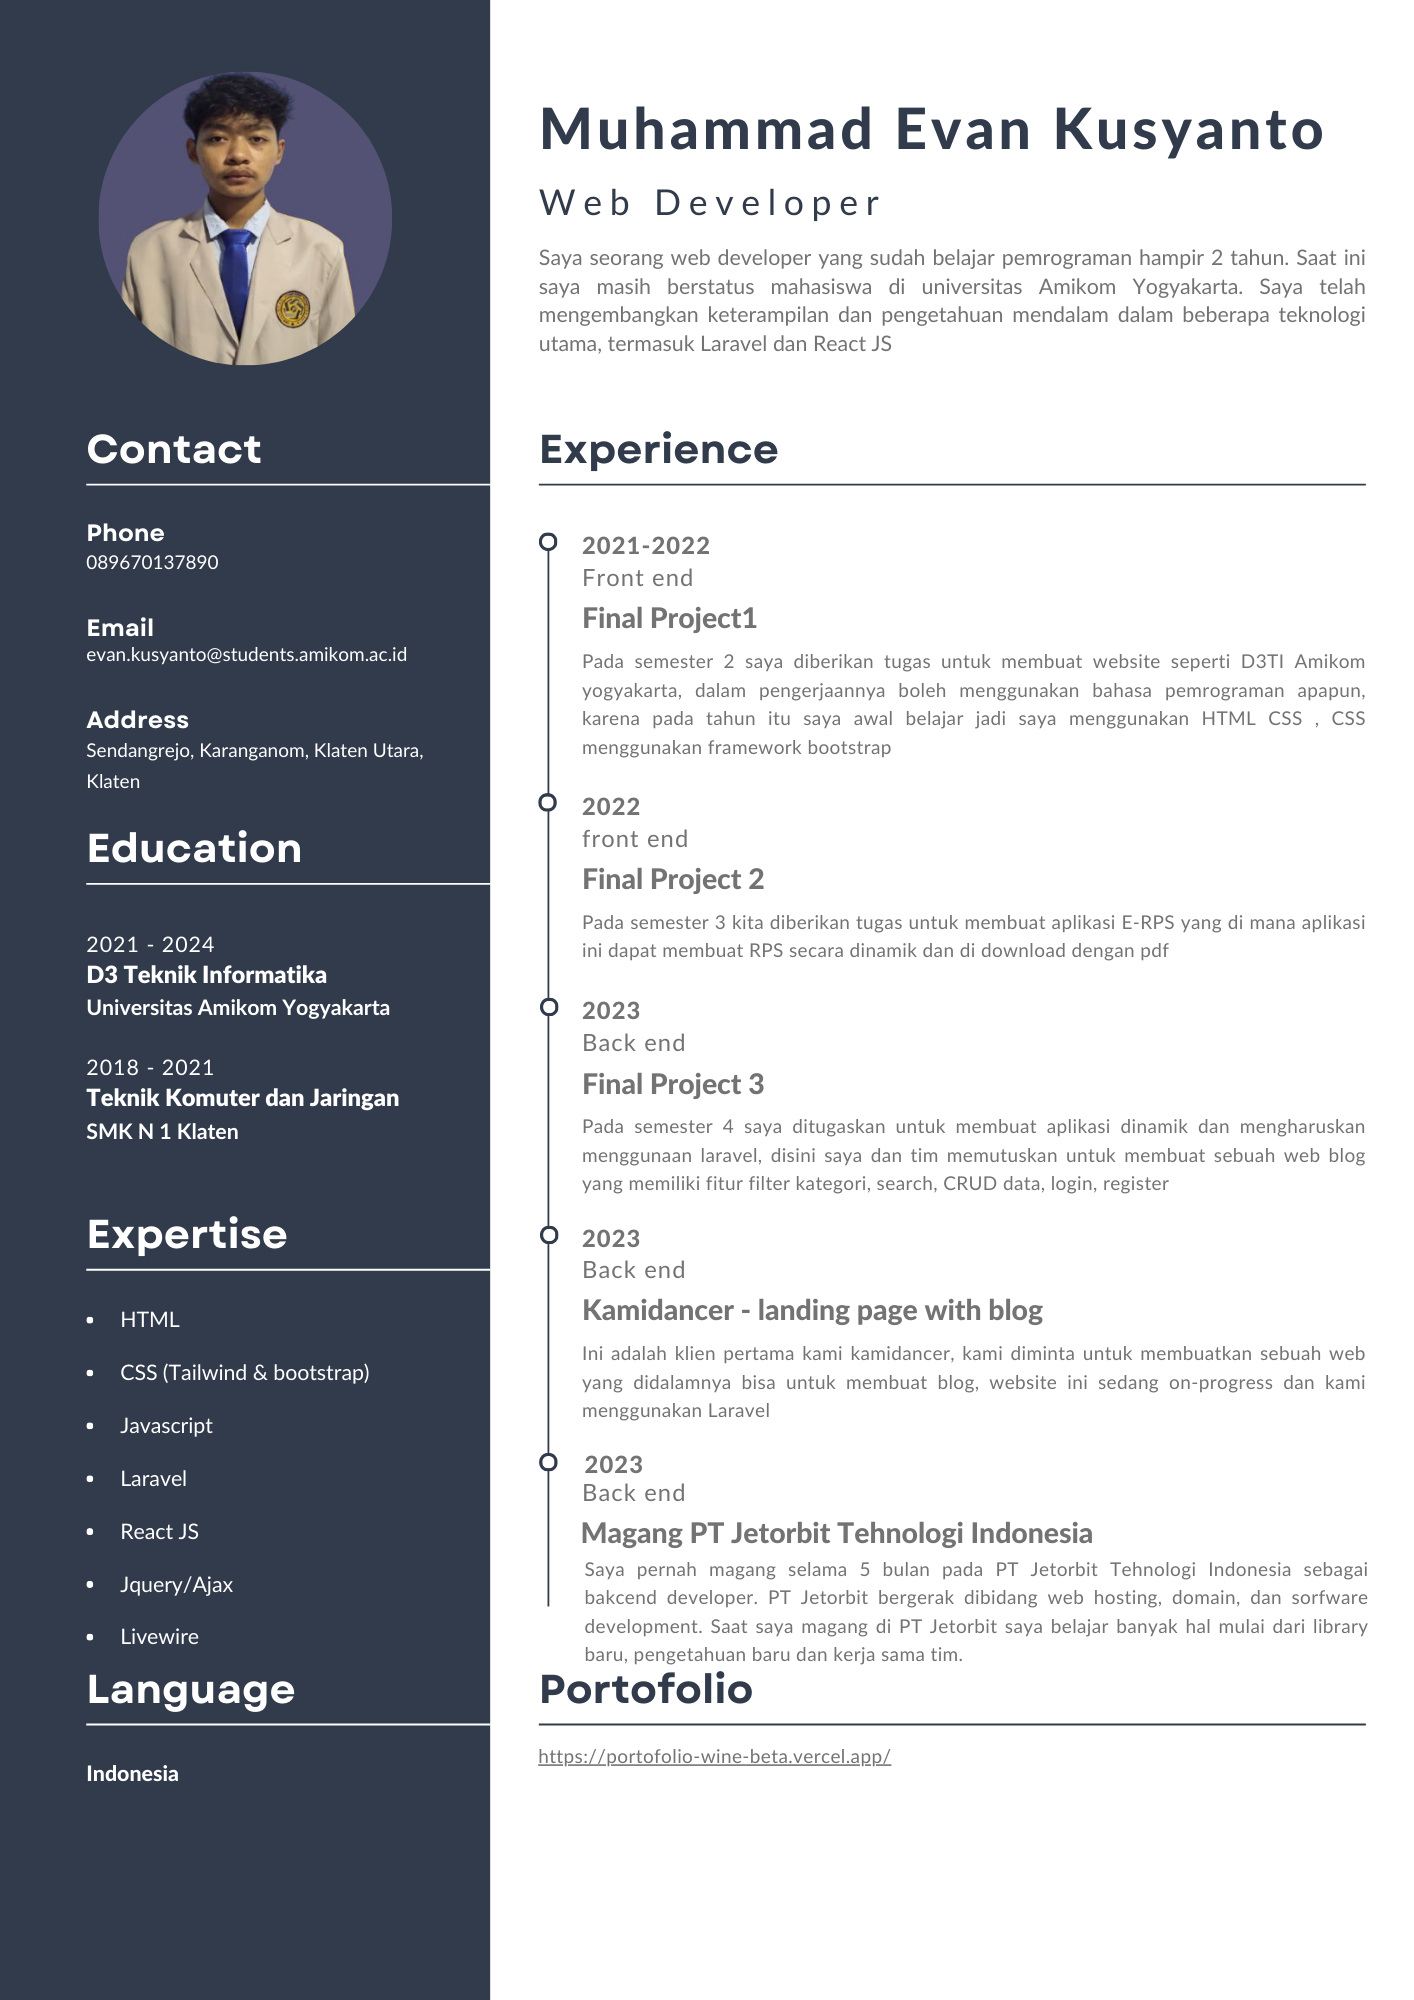 Muhammad Evan Kusyanto
Web Developer
Saya seorang web developer yang sudah belajar pemrograman hampir 2 tahun. Saat ini
saya masih berstatus mahasiswa di universitas Amikom Yogyakarta. Saya telah
mengembangkan keterampilan dan pengetahuan mendalam dalam beberapa teknologi
utama, termasuk Laravel dan React JS
Contact
Phone
089670137890
Email
evan.kusyanto@students.amikom.ac.id
Address
Sendangrejo, Karanganom, Klaten Utara,
Klaten
Education
2021 - 2024
D3 Teknik Informatika
Universitas Amikom Yogyakarta
2018 - 2021
Teknik Komuter dan Jaringan
SMK N 1 Klaten
Expertise
• HTML
• CSS (Tailwind & bootstrap)
• Javascript
• Laravel
• React JS
• Jquery/Ajax
• Livewire
Language
Indonesia
Experience
2021-2022
Front end
Final Project1
Pada semester 2 saya diberikan tugas untuk membuat website seperti D3TI Amikom
yogyakarta, dalam pengerjaannya boleh menggunakan bahasa pemrograman apapun,
karena pada tahun itu saya awal belajar jadi saya menggunakan HTML CSS , CSS
menggunakan framework bootstrap
2022
front end
Final Project 2
Pada semester 3 kita diberikan tugas untuk membuat aplikasi E-RPS yang di mana aplikasi
ini dapat membuat RPS secara dinamik dan di download dengan pdf
2023
Back end
Final Project 3
Pada semester 4 saya ditugaskan untuk membuat aplikasi dinamik dan mengharuskan
menggunaan laravel, disini saya dan tim memutuskan untuk membuat sebuah web blog
yang memiliki fitur filter kategori, search, CRUD data, login, register
2023
Back end
Kamidancer - landing page with blog
Ini adalah klien pertama kami kamidancer, kami diminta untuk membuatkan sebuah web
yang didalamnya bisa untuk membuat blog, website ini sedang on-progress dan kami
menggunakan Laravel
2023
Back end
Magang PT Jetorbit Tehnologi Indonesia
Saya pernah magang selama 5 bulan pada PT Jetorbit Tehnologi Indonesia sebagai
bakcend developer. PT Jetorbit bergerak dibidang web hosting, domain, dan sorfware
development. Saat saya magang di PT Jetorbit saya belajar banyak hal mulai dari library
baru, pengetahuan baru dan kerja sama tim.
Portofolio
https://portofolio-wine-beta.vercel.app/